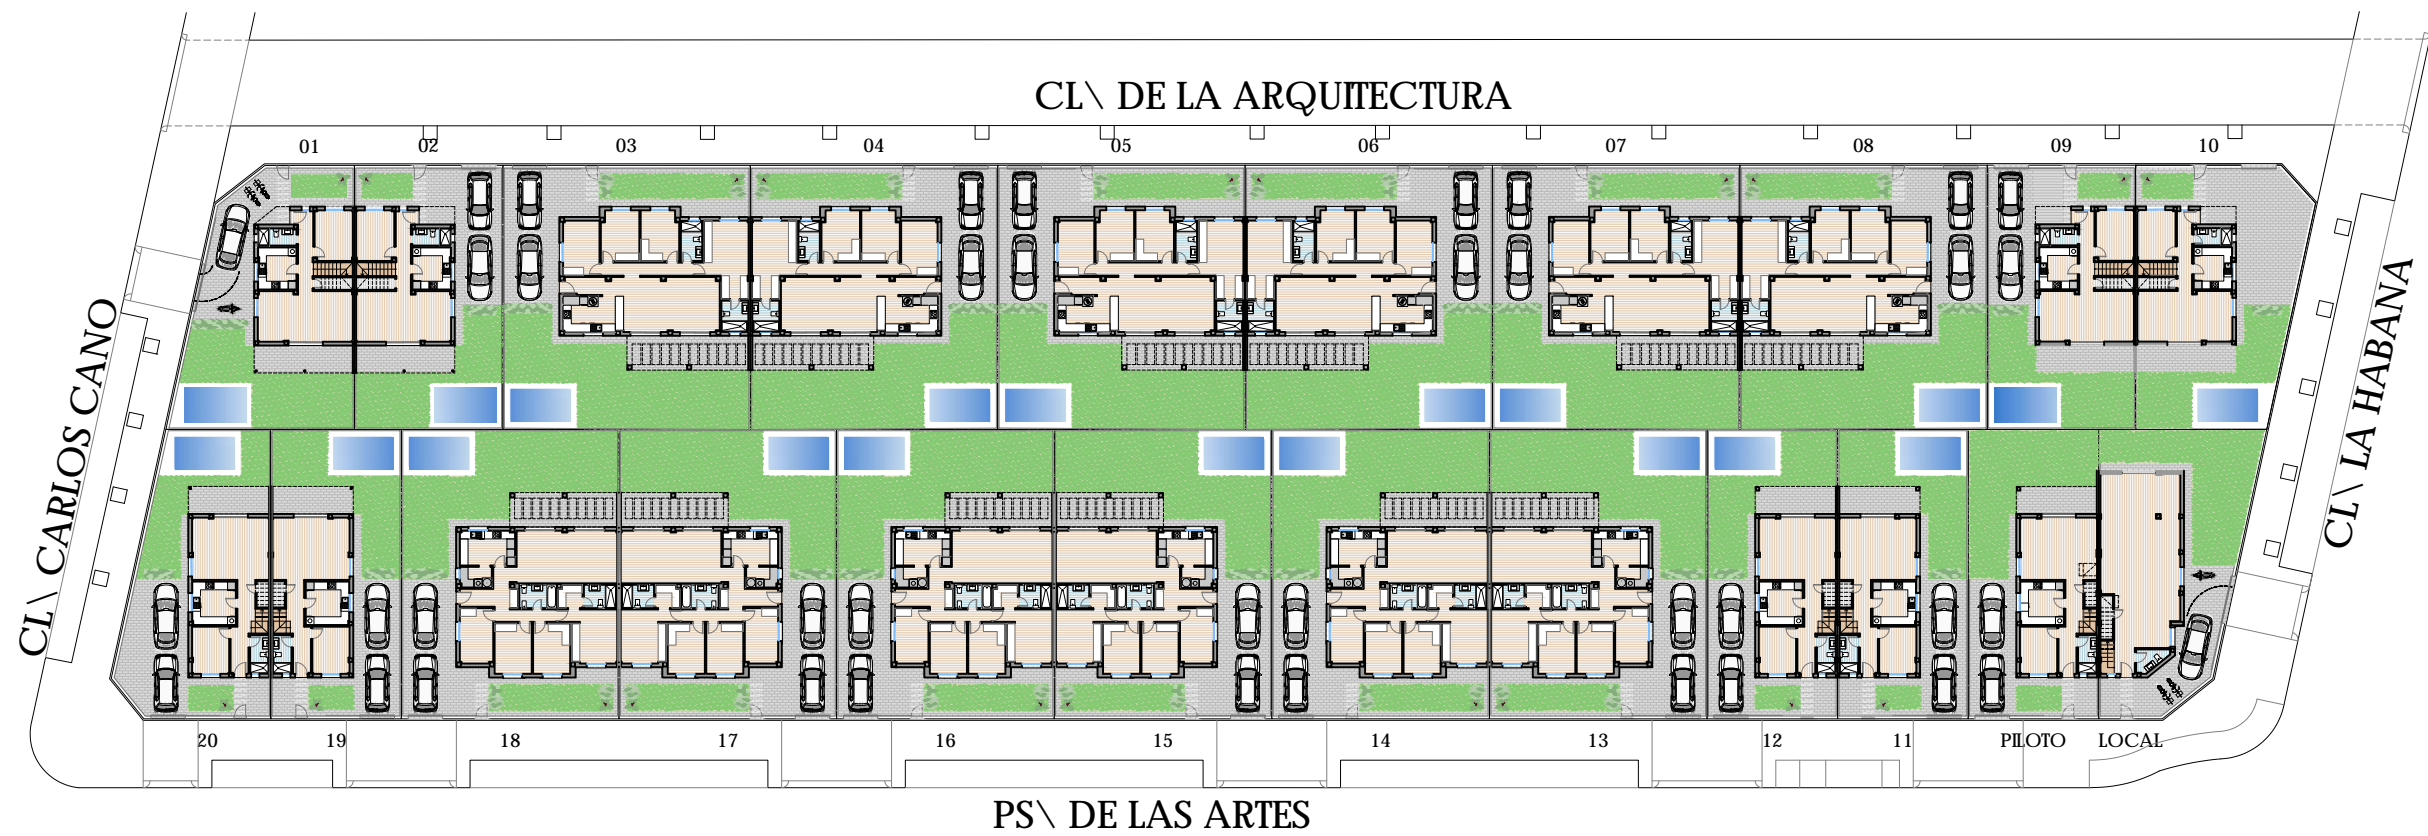 CL\ DE LA ARQUITECTURA
01 02 03 04 05 06 07 08 09 10
CL\ CARLOS CANO
CL\ LA HABANA
20 19 18 17 16 15 14 13 12 11 PILOTO LOCAL
PS\ DE LAS ARTES